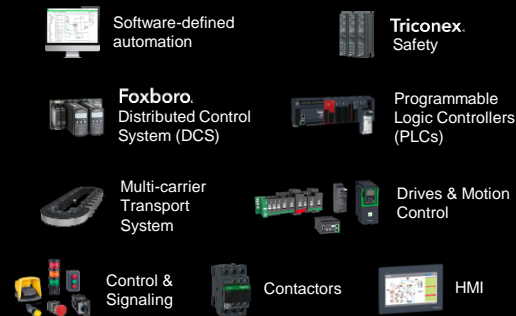 Software-defined
automation
Triconex
Safety
Foxboro
Distributed Control
System (DCS)
Programmable
Logic Controllers
(PLCs)
Multi-carrier
Transport
System
Drives & Motion
Control
Control &
Signaling
Contactors
HMI